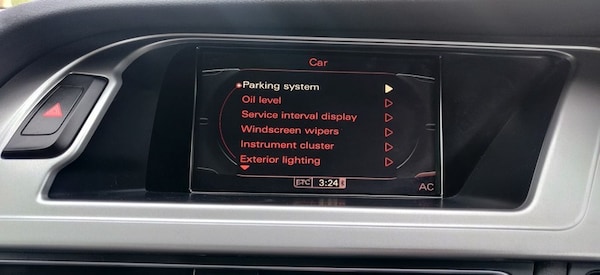 Car
Parking system
Oil level
Service interval display
Windscreen wipers
Instrument cluster
Exterior lighting
ETC 3:24
AC